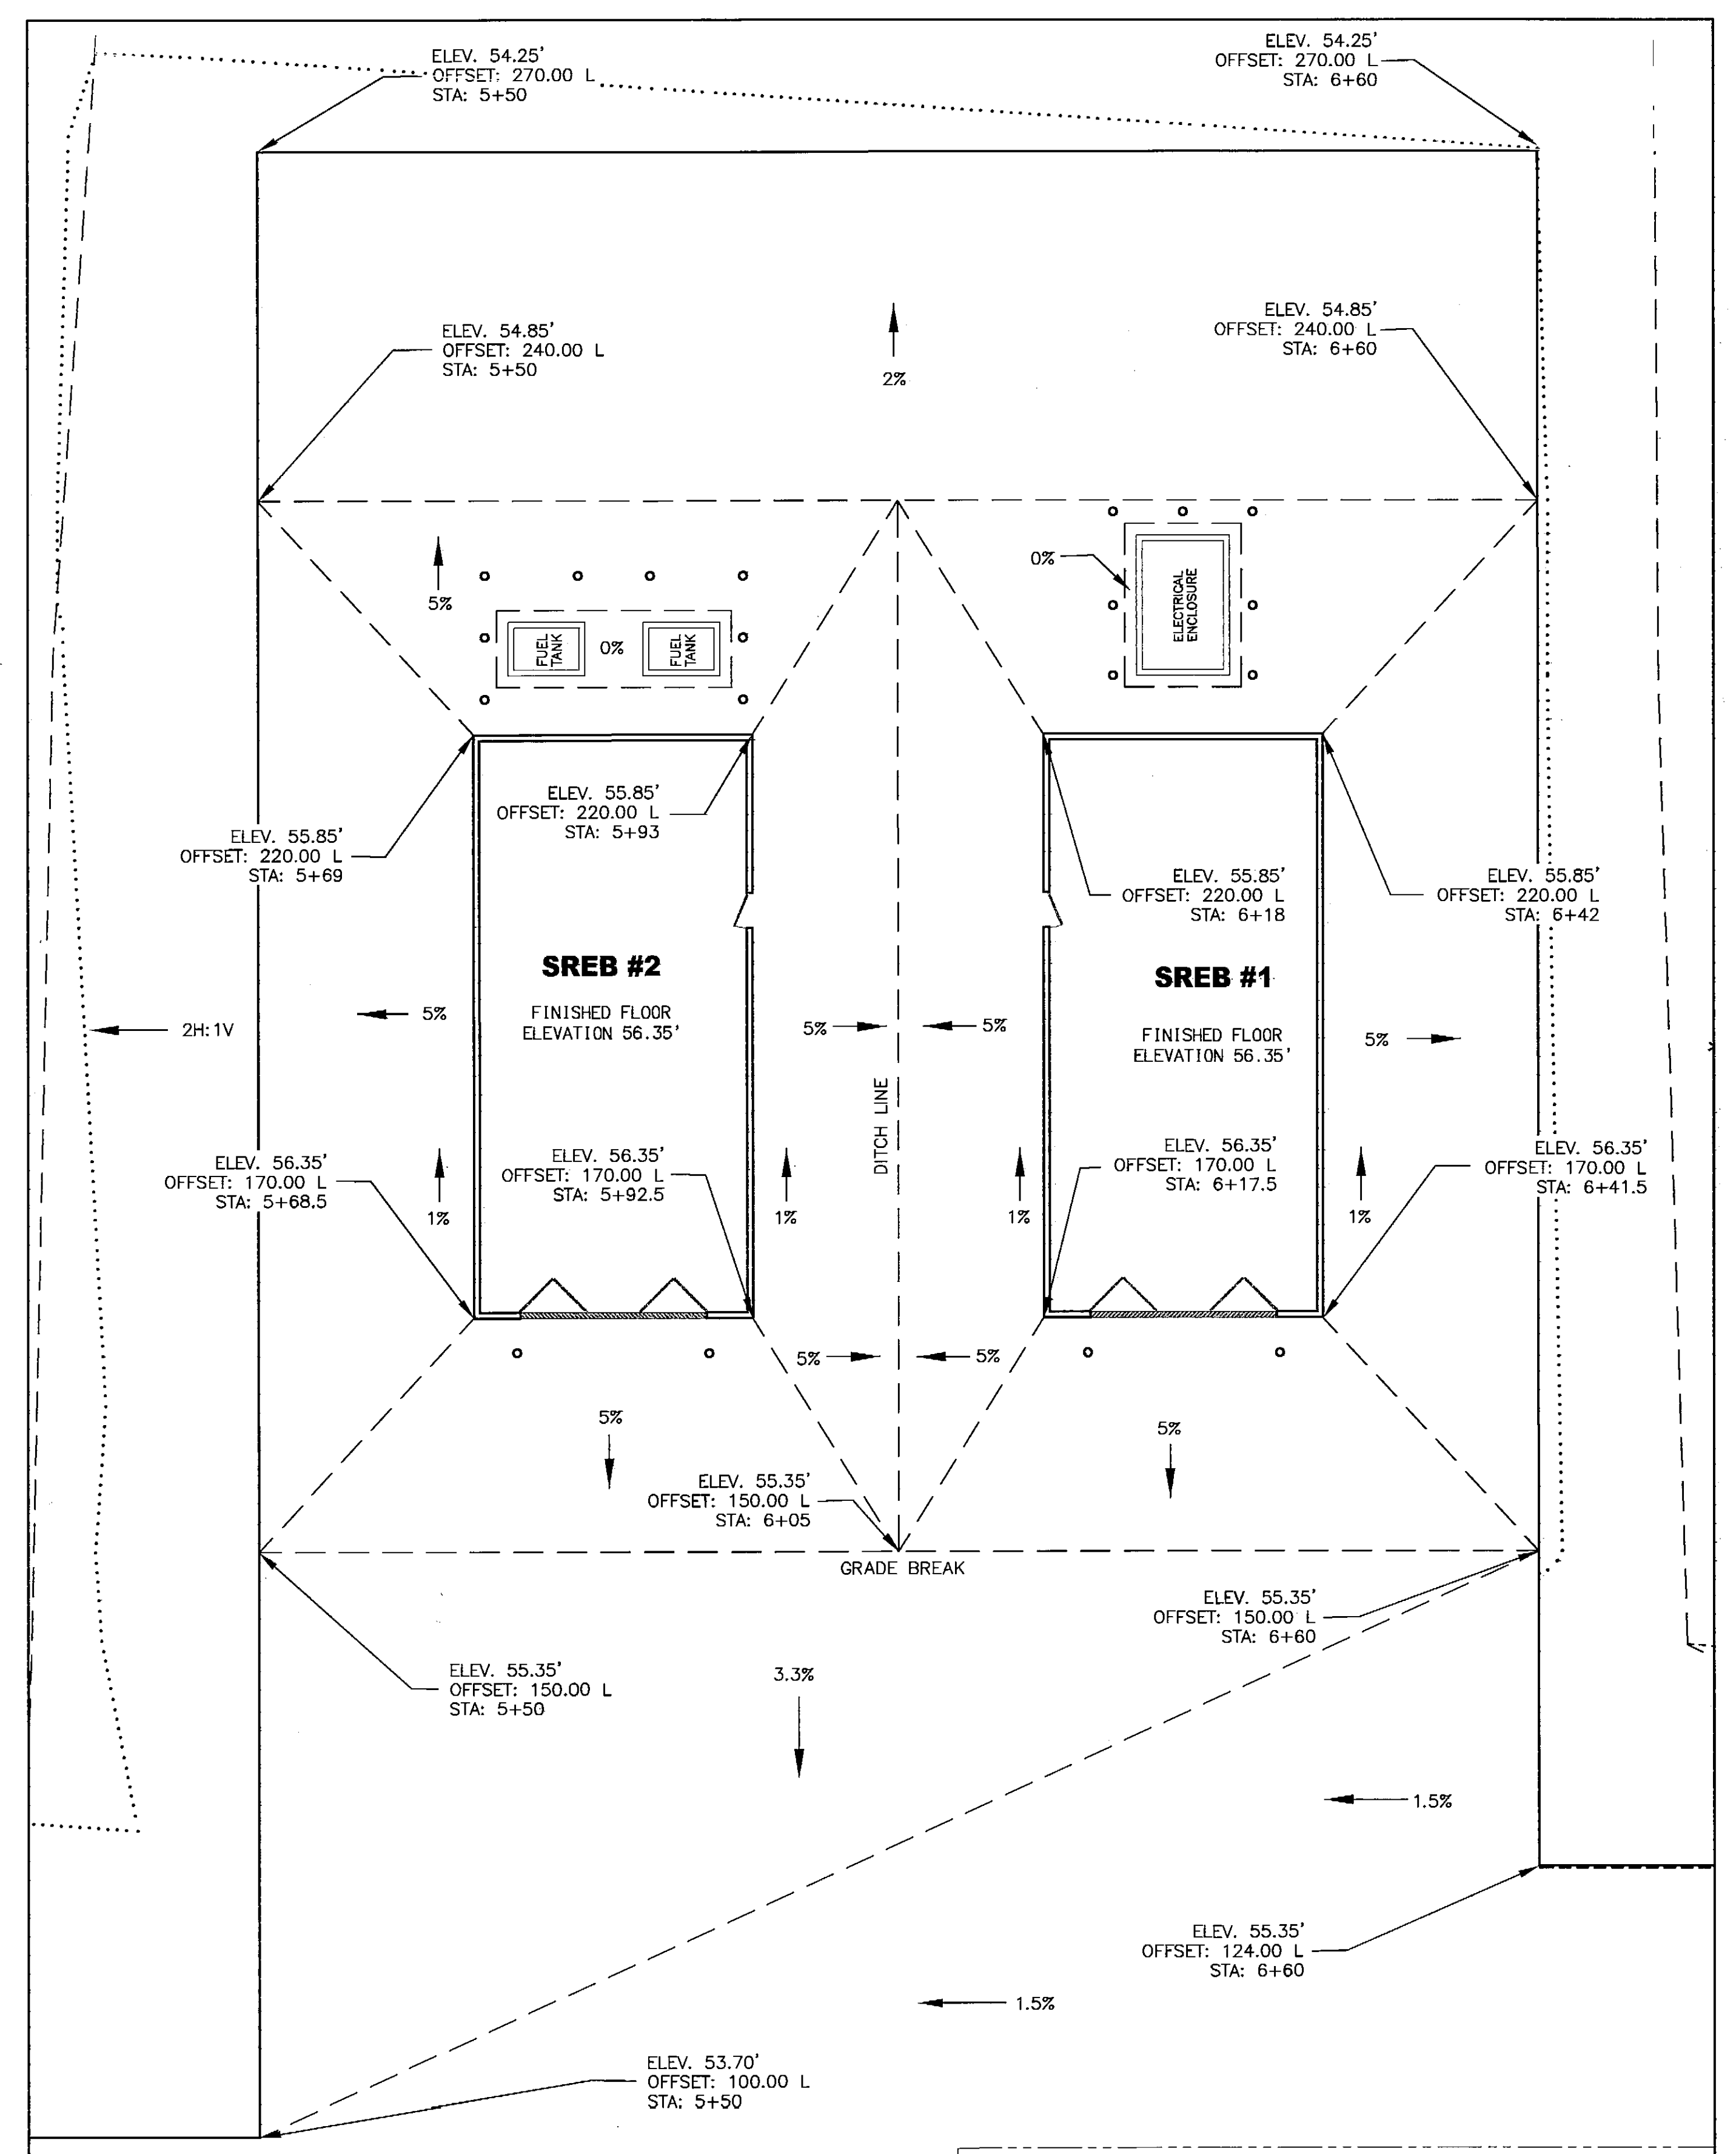 ELEV. 54.25'
OFFSET: 270.00 L
STA: 5+50
ELEV. 54.25'
OFFSET: 270.00 L
STA: 6+60
ELEV. 54.85'
OFFSET: 240.00 L
STA: 5+50
2%
ELEV. 54.85'
OFFSET: 240.00 L
STA: 6+60
5%
FUEL
TANK
0%
FUEL
TANK
0%
ELECTRICAL
ENCLOSURE
ELEV. 55.85'
OFFSET: 220.00 L
STA: 5+69
ELEV. 55.85'
OFFSET: 220.00 L
STA: 5+93
ELEV. 55.85'
OFFSET: 220.00 L
STA: 6+18
ELEV. 55.85'
OFFSET: 220.00 L
STA: 6+42
SREB #2
FINISHED FLOOR
ELEVATION 56.35'
SREB #1
FINISHED FLOOR
ELEVATION 56.35'
2H:1V
5%
5%
5%
5%
DITCH LINE
ELEV. 56.35'
OFFSET: 170.00 L
STA: 5+68.5
1%
ELEV. 56.35'
OFFSET: 170.00 L
STA: 5+92.5
1%
1%
ELEV. 56.35'
OFFSET: 170.00 L
STA: 6+17.5
1%
ELEV. 56.35'
OFFSET: 170.00 L
STA: 6+41.5
5%
5%
5%
5%
ELEV. 55.35'
OFFSET: 150.00 L
STA: 6+05
GRADE BREAK
ELEV. 55.35'
OFFSET: 150.00 L
STA: 6+60
ELEV. 55.35'
OFFSET: 150.00 L
STA: 5+50
3.3%
1.5%
ELEV. 55.35'
OFFSET: 124.00 L
STA: 6+60
1.5%
ELEV. 53.70'
OFFSET: 100.00 L
STA: 5+50